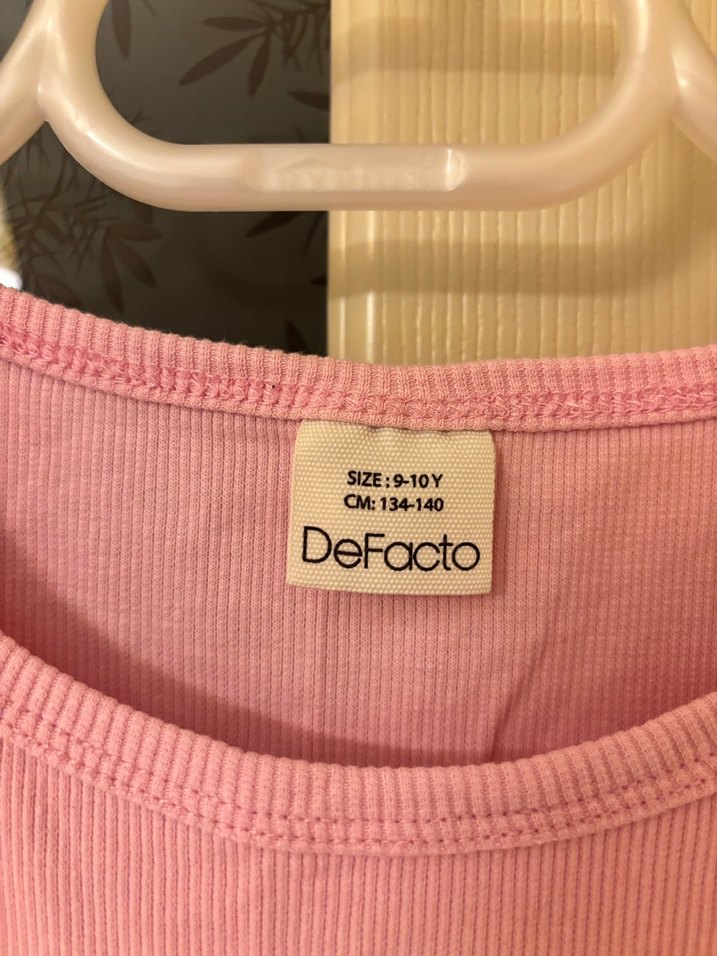 SIZE : 9-10 Y
CM: 134-140
DeFacto